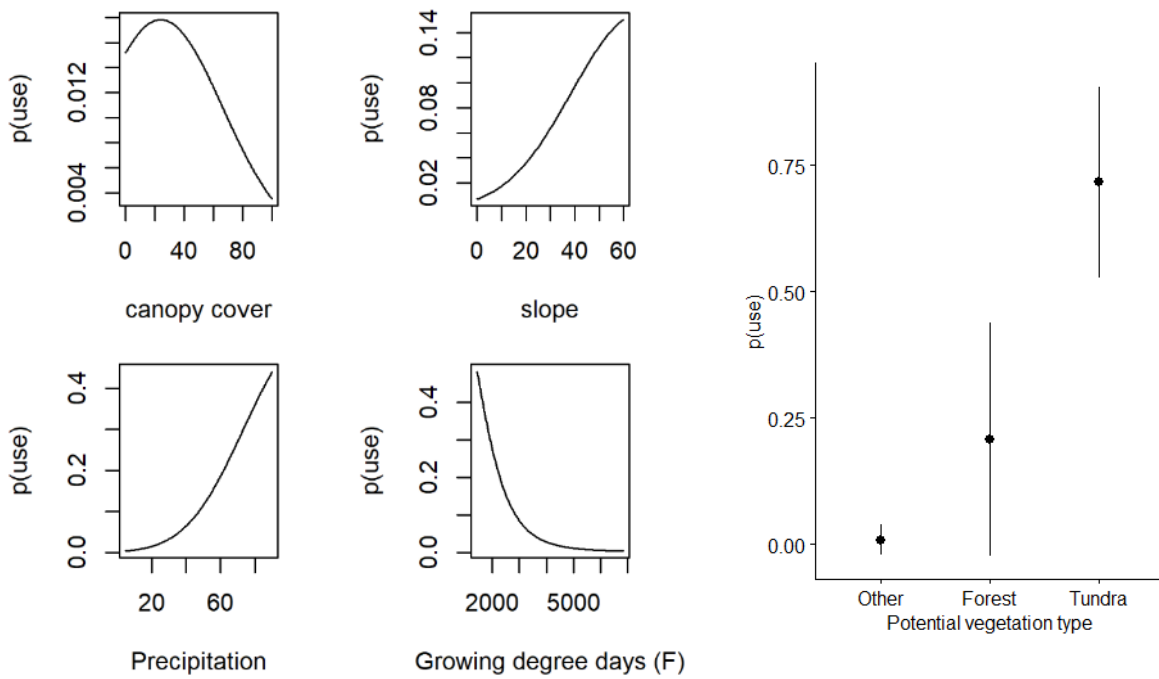 p(use)
0.004
0.012
0
40
80
canopy cover
p(use)
0.02
0.08
0.14
0
20
40
60
slope
p(use)
0.0
0.2
0.4
20
60
Precipitation
p(use)
0.0
0.2
0.4
2000
5000
Growing degree days (F)
p(use)
0.75
0.50
0.25
0.00
Other
Forest
Tundra
Potential vegetation type